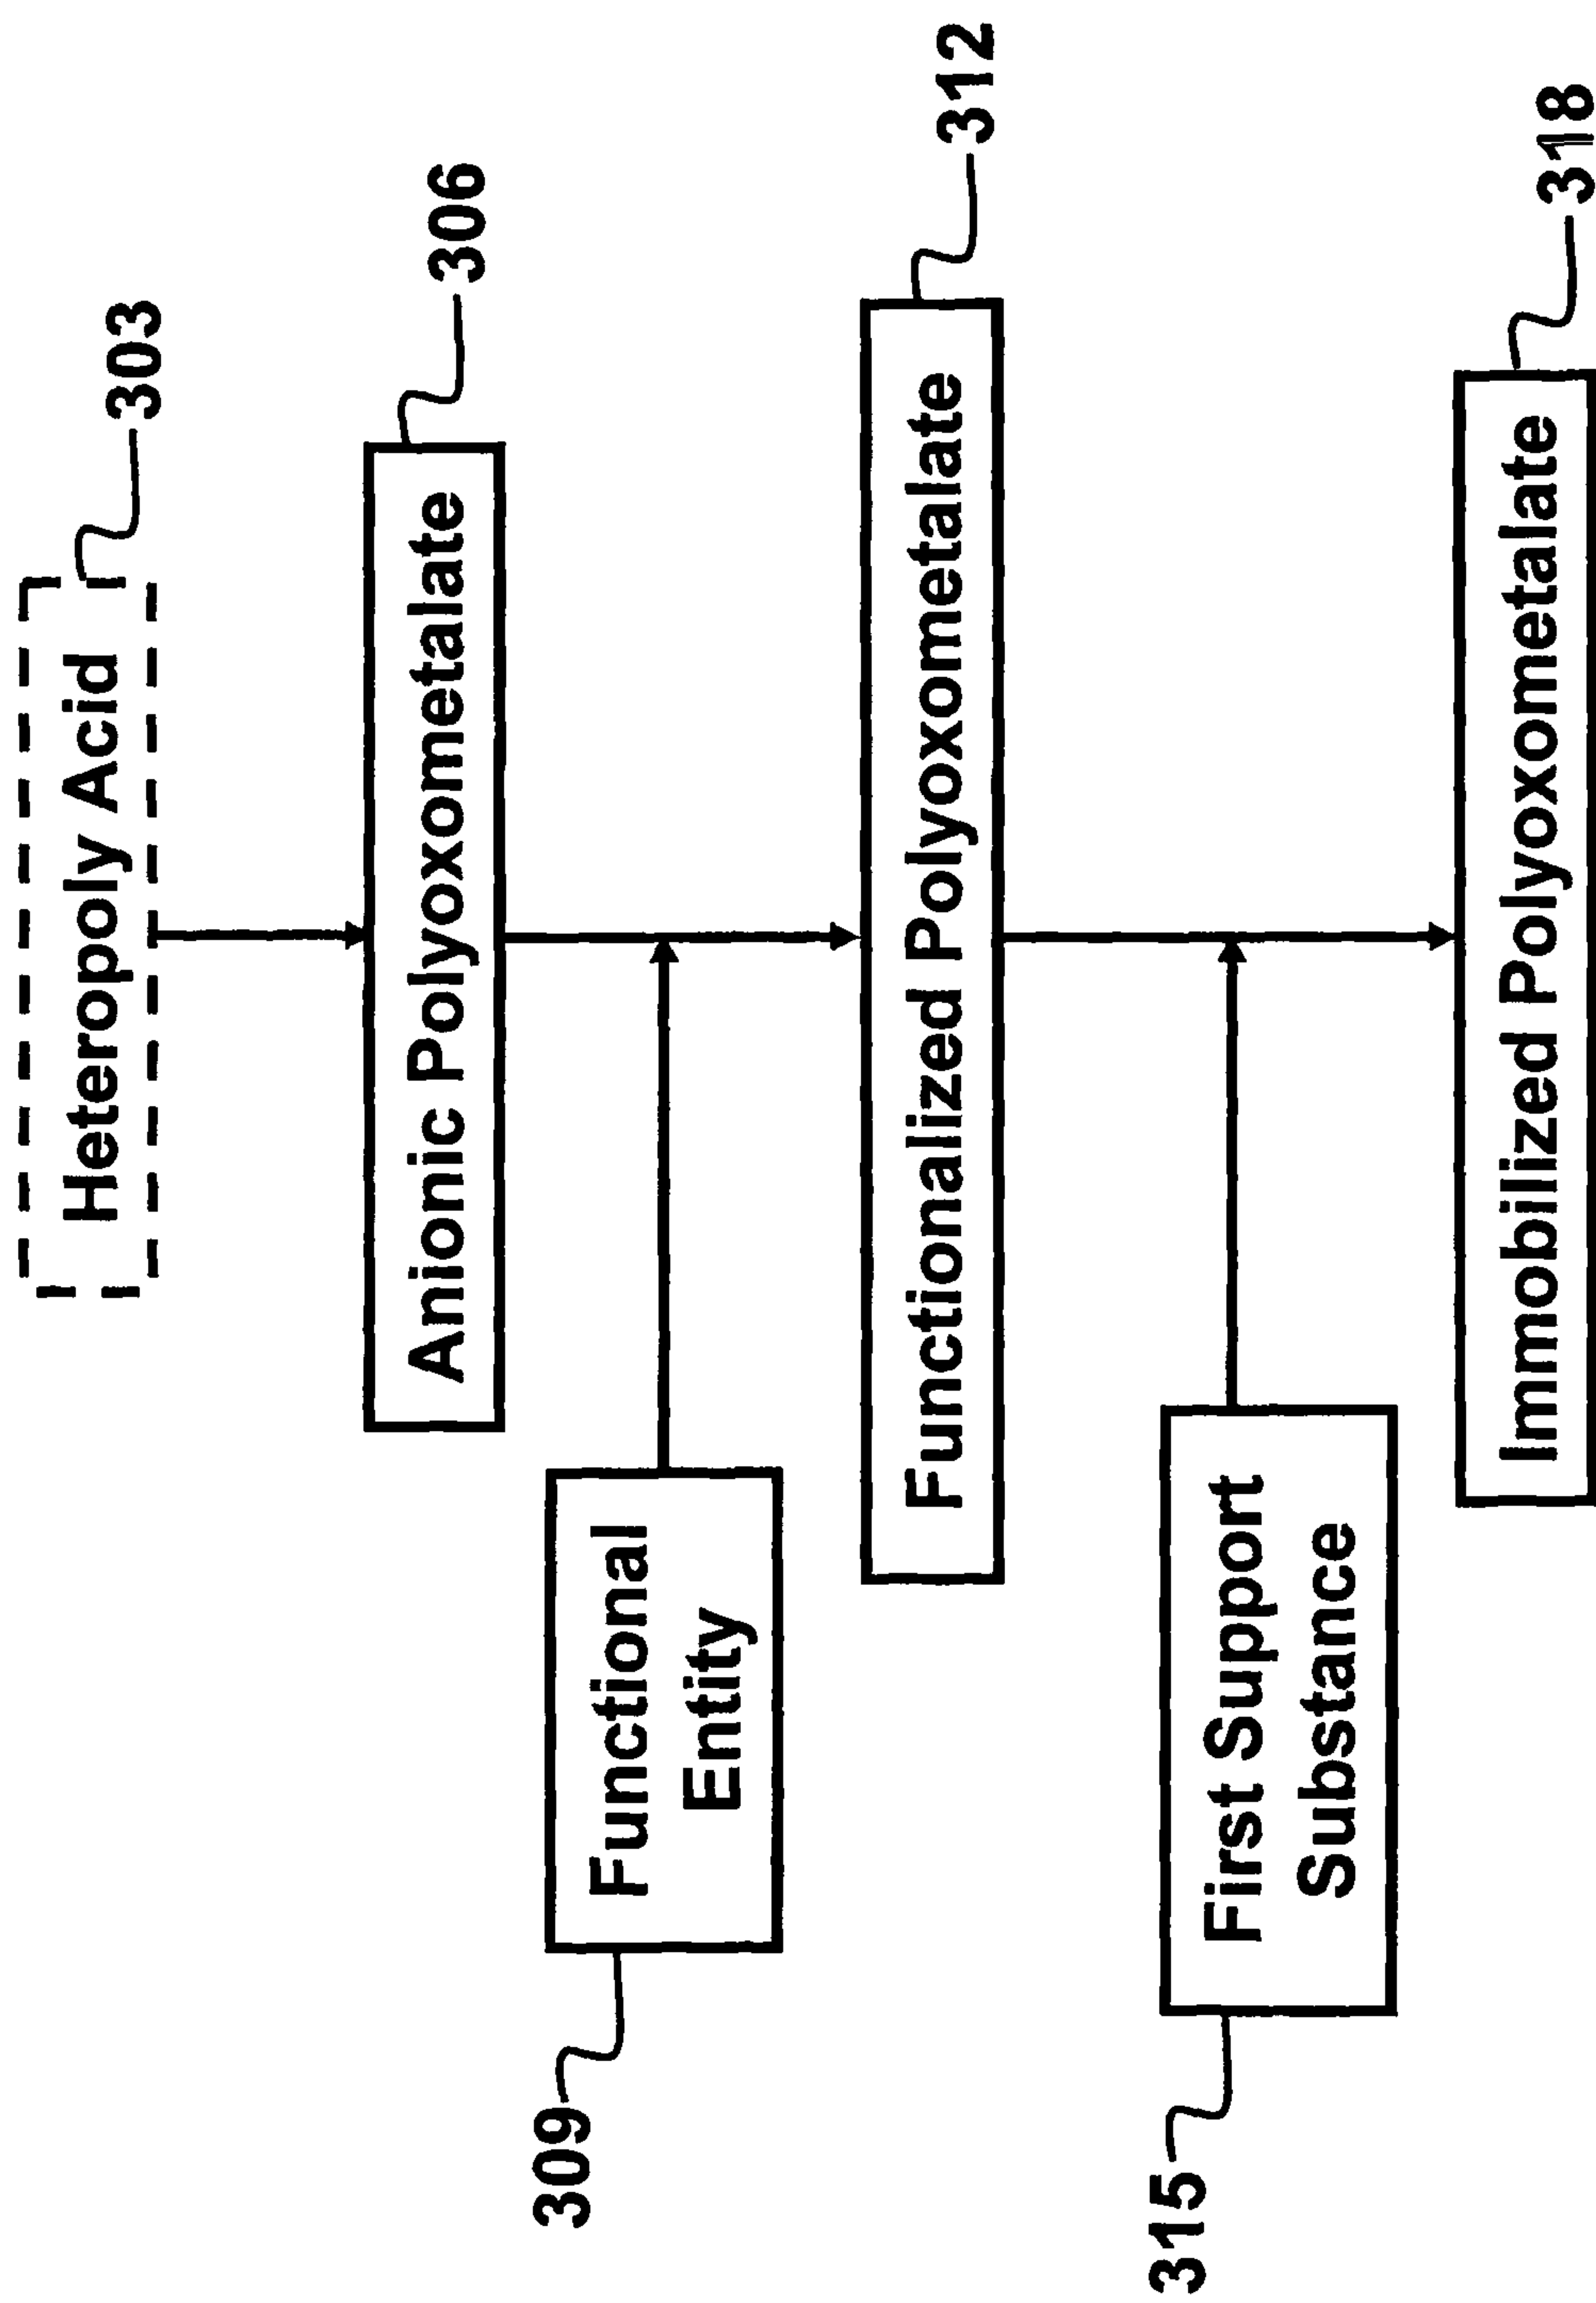 Heteropoly Acid
303
Anionic Polyoxometalate
306
309
Functional
Entity
Functionalized Polyoxometalate
312
315
First Support
Substance
Immobilized Polyoxometalate
318